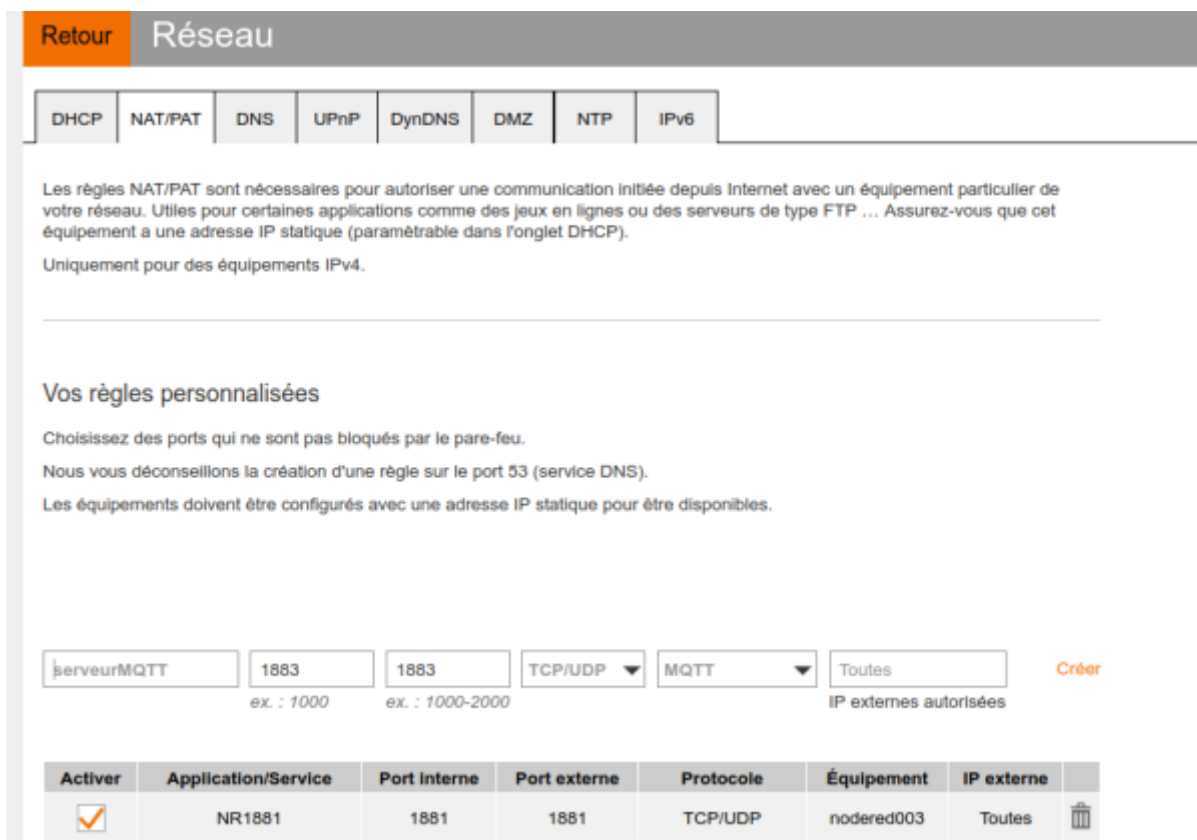 Retour Réseau
DHCP NAT/PAT DNS UPnP DynDNS DMZ NTP IPv6
Les règles NAT/PAT sont nécessaires pour autoriser une communication initiée depuis Internet avec un équipement particulier de
votre réseau. Utiles pour certaines applications comme des jeux en lignes ou des serveurs de type FTP ... Assurez-vous que cet
équipement a une adresse IP statique (paramètrable dans l'onglet DHCP).
Uniquement pour des équipements IPv4.
Vos règles personnalisées
Choisissez des ports qui ne sont pas bloqués par le pare-feu.
Nous vous déconseillons la création d'une règle sur le port 53 (service DNS).
Les équipements doivent être configurés avec une adresse IP statique pour être disponibles.
serveurMQTT 1883 1883 TCP/UDP MQTT Toutes Créer
ex. : 1000 ex. : 1000-2000 IP externes autorisées
Activer Application/Service Port interne Port externe Protocole Équipement IP externe
NR1881 1881 1881 TCP/UDP nodered003 Toutes